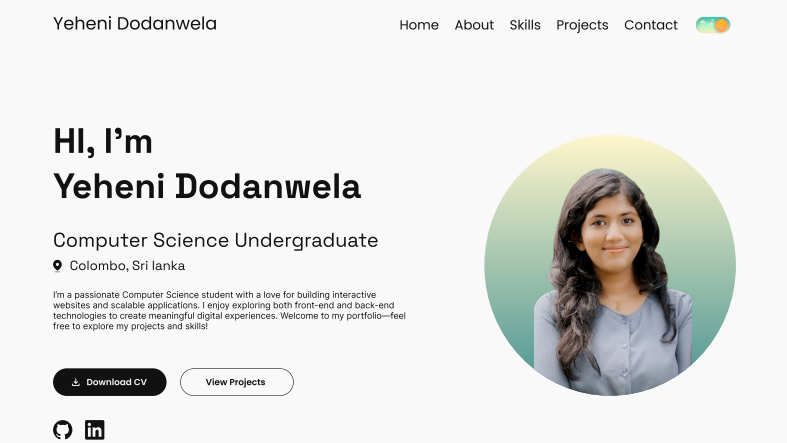 Yeheni Dodanwela
Home About Skills Projects Contact
HI, I'm
Yeheni Dodanwela
Computer Science Undergraduate
Colombo, Sri lanka
I'm a passionate Computer Science student with a love for building interactive
websites and scalable applications. I enjoy exploring both front-end and back-end
technologies to create meaningful digital experiences. Welcome to my portfolio—feel
free to explore my projects and skills!
Download CV
View Projects
in